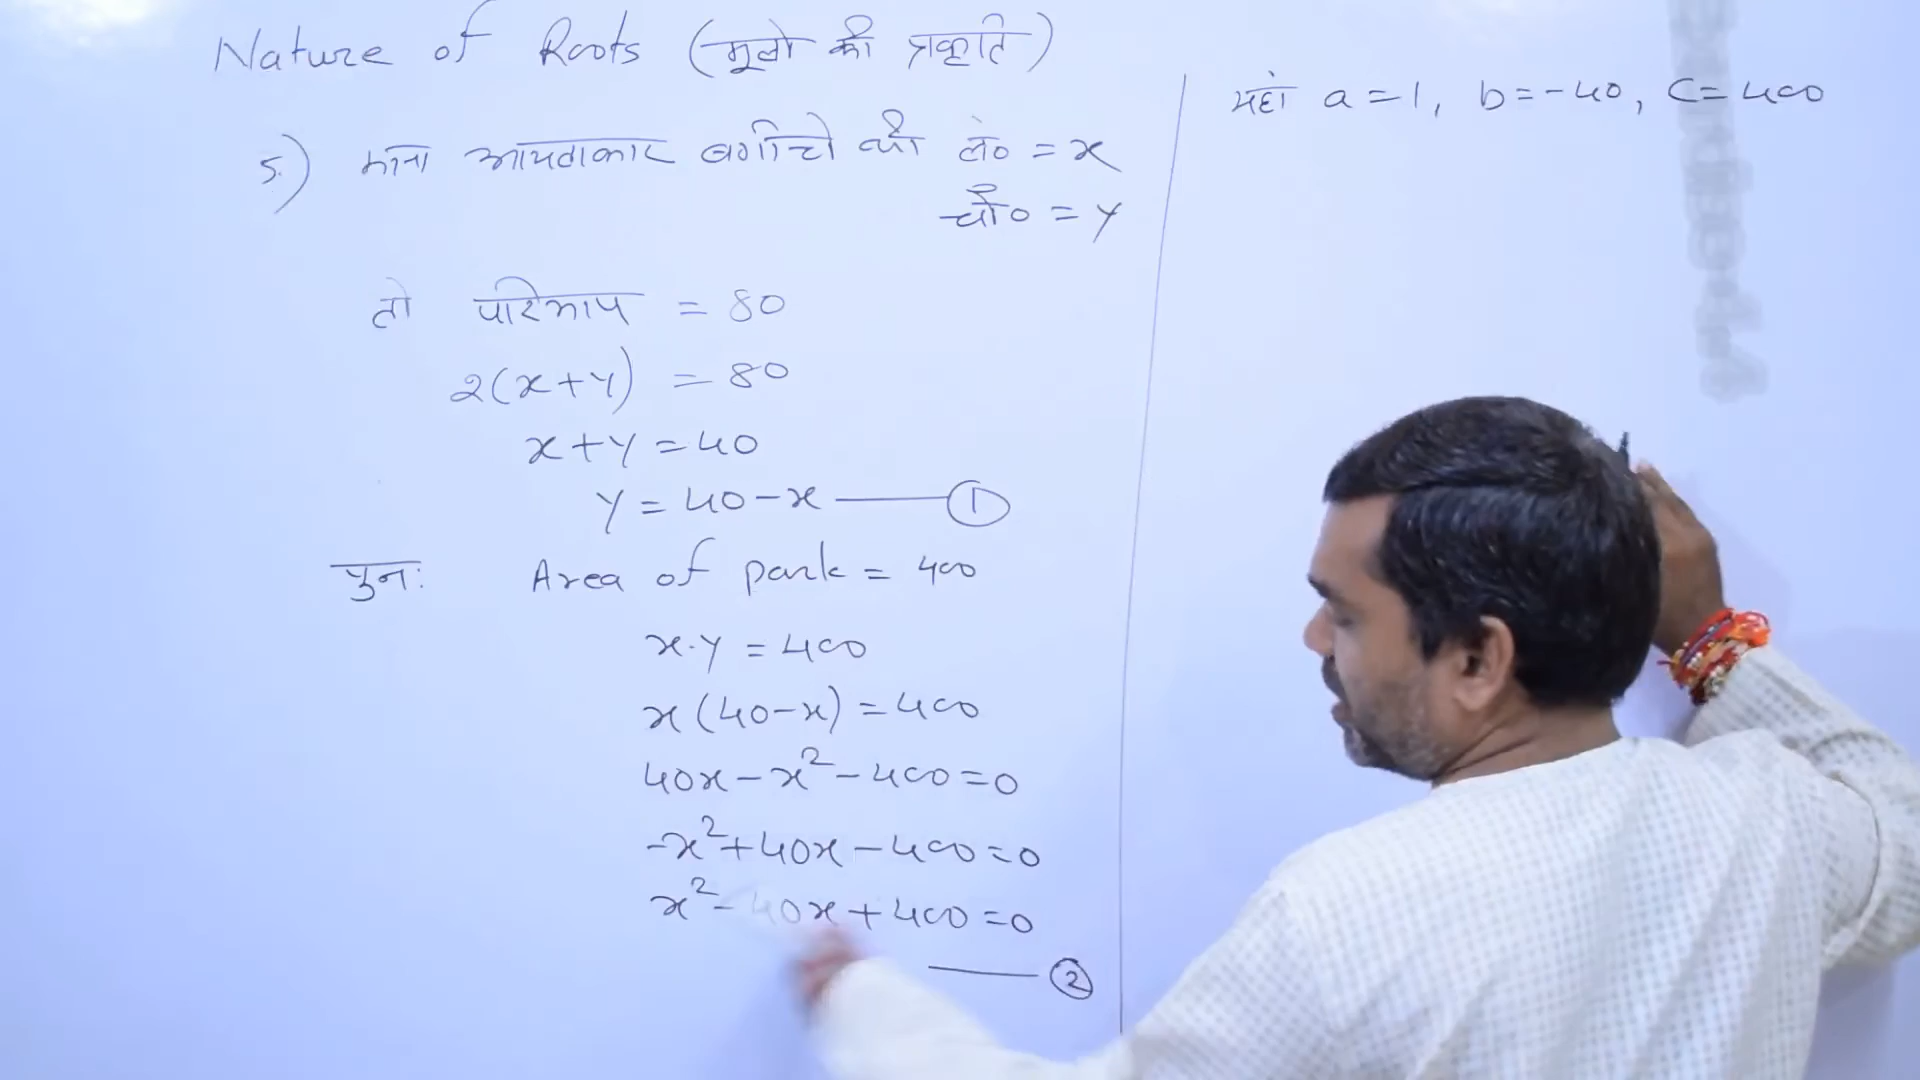 Nature of Roots (मूलो की प्रकृति)
5.) माना आयताकार बगीचे की लं० = x
चौ० = y
तो परिमाप = 80
2(x+y) = 80
x+y = 40
y = 40-x ——— ①
पुनः Area of park = 400
x.y = 400
x(40-x) = 400
40x-x²-400=0
-x²+40x-400=0
x²-40x+400=0
——— ②
यहाँ a=1, b=-40, c=400